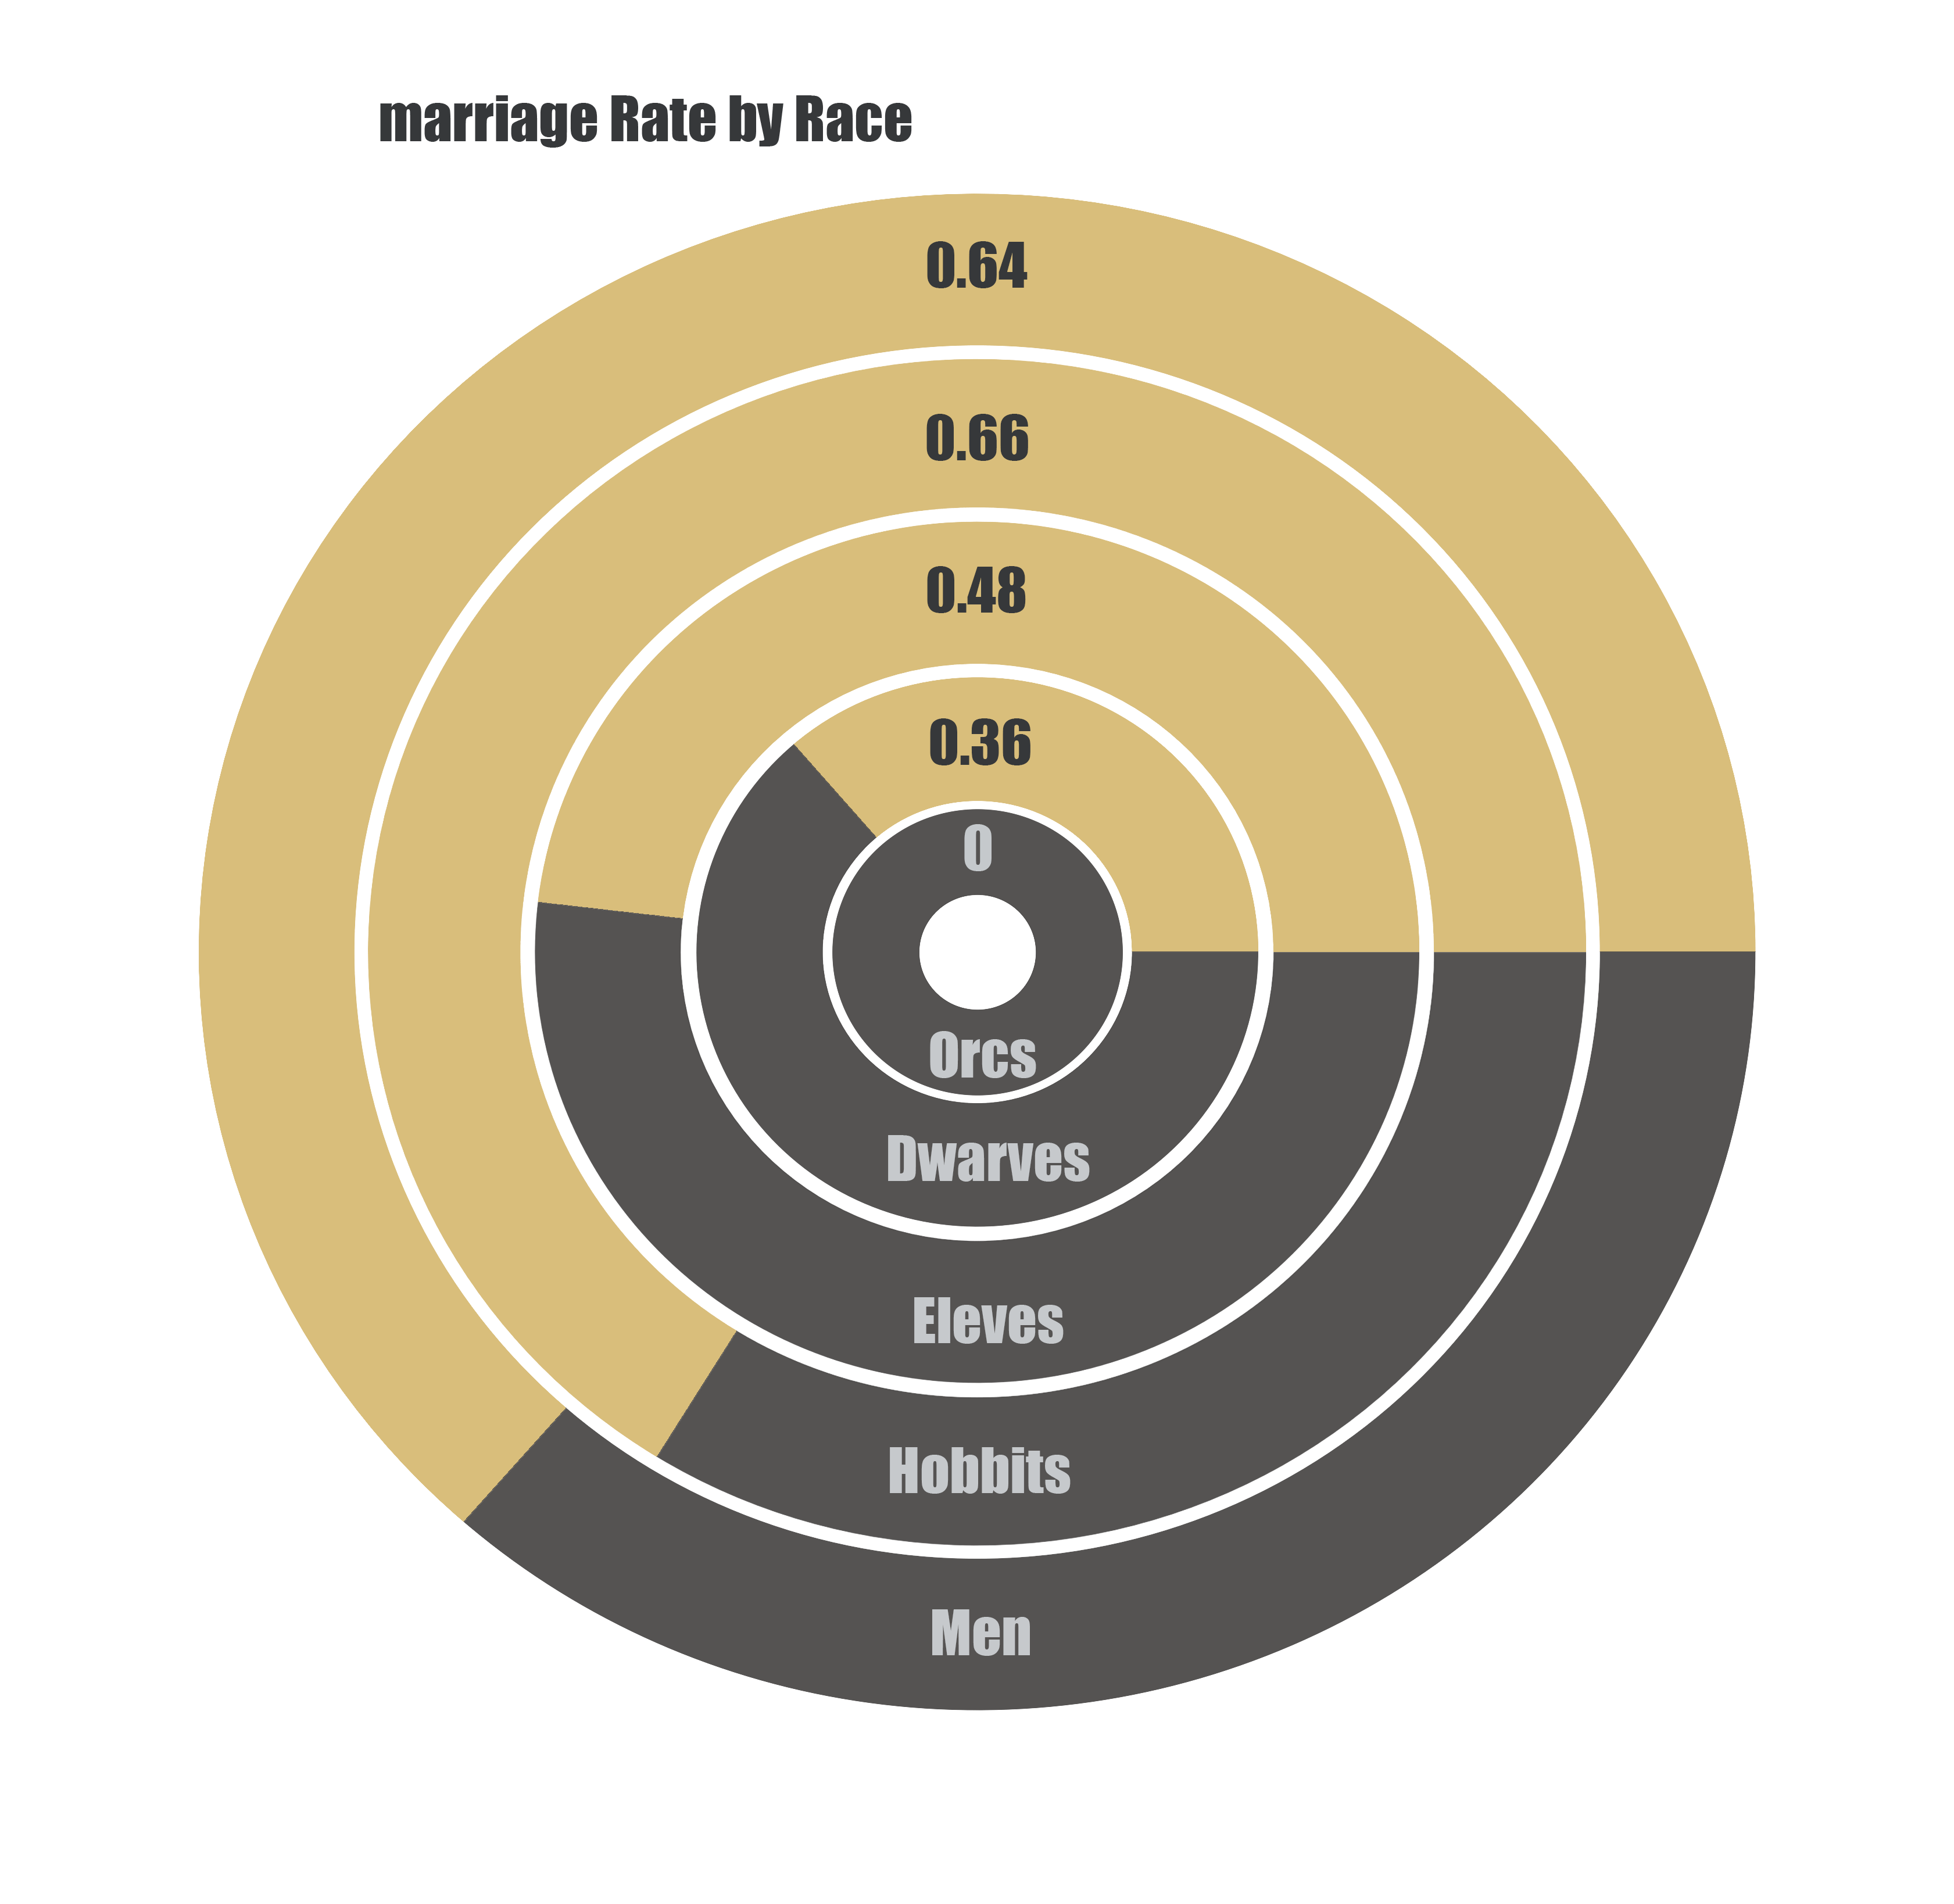 marriage Rate by Race
0.64
0.66
0.48
0.36
0
Orcs
Dwarves
Eleves
Hobbits
Men